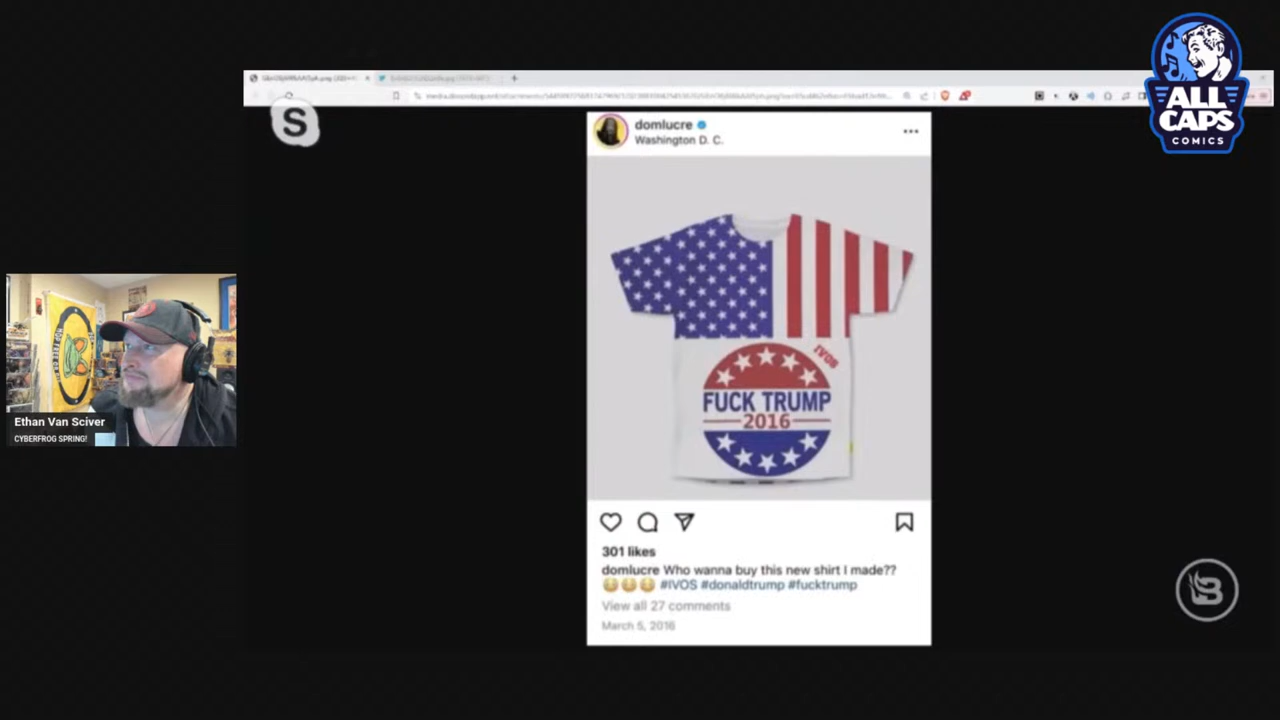 S
ALL
CAPS
COMICS
domlucre
Washington D. C.
IVOS
FUCK TRUMP
2016
301 likes
domlucre Who wanna buy this new shirt I made??
#IVOS #donaldtrump #fucktrump
View all 27 comments
March 5, 2016
Ethan Van Sciver
CYBERFROG SPRING!
B